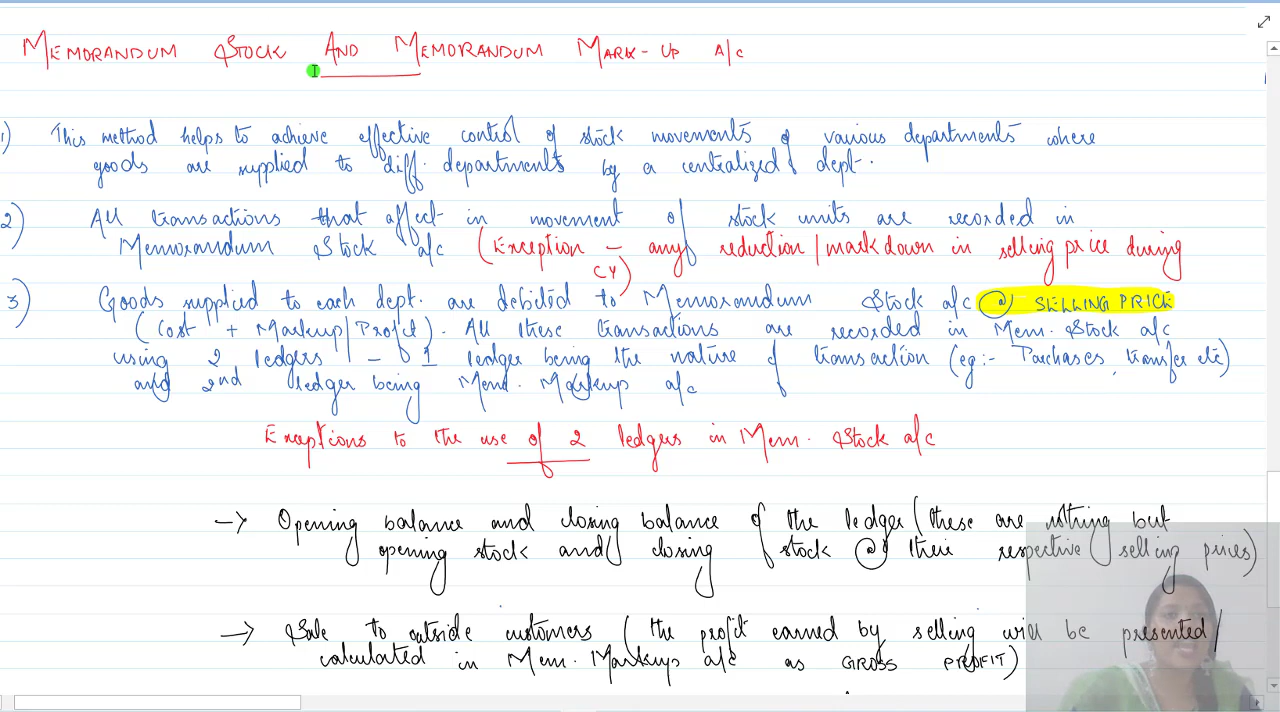 MEMORANDUM STOCK AND MEMORANDUM MARK-UP A/c
1) This method helps to achieve effective control of stock movements of various departments where
goods are supplied to diff. departments by a centralized dept.
2) All transactions that affect in movement of stock units are recorded in
Memorandum Stock a/c (Exception - any reduction/markdown in selling price during
CY)
3) Goods supplied to each dept. are debited to Memorandum Stock a/c @ SELLING PRICE
(Cost + Markup/Profit). All these transactions are recorded in Mem. Stock a/c
using 2 ledgers - 1 ledger being the nature of transaction (eg:- Purchases, transfer etc)
and 2nd ledger being Mem. Markup a/c
Exceptions to the use of 2 ledgers in Mem. Stock a/c
→ Opening balance and closing balance of the ledger (these are nothing but
opening stock and closing stock @ their respective selling prices)
→ Sale to outside customers (the profit earned by selling will be presented/
calculated in Mem. Markup a/c as GROSS PROFIT)